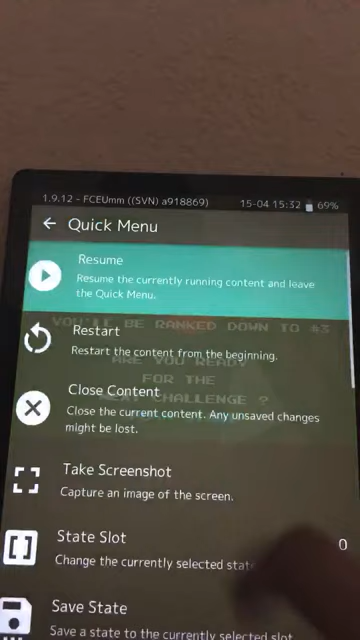 1.9.12 - FCEUmm ((SVN) a918869) 15-04 15:32 69%
Quick Menu
Resume
Resume the currently running content and leave
the Quick Menu.
YOU'LL BE RANKED DOWN TO #3
Restart
Restart the content from the beginning.
ARE YOU READY
FOR THE
NEXT CHALLENGE ?
Close Content
Close the current content. Any unsaved changes
might be lost.
Take Screenshot
Capture an image of the screen.
State Slot 0
Change the currently selected state
Save State
Save a state to the currently selected slot.